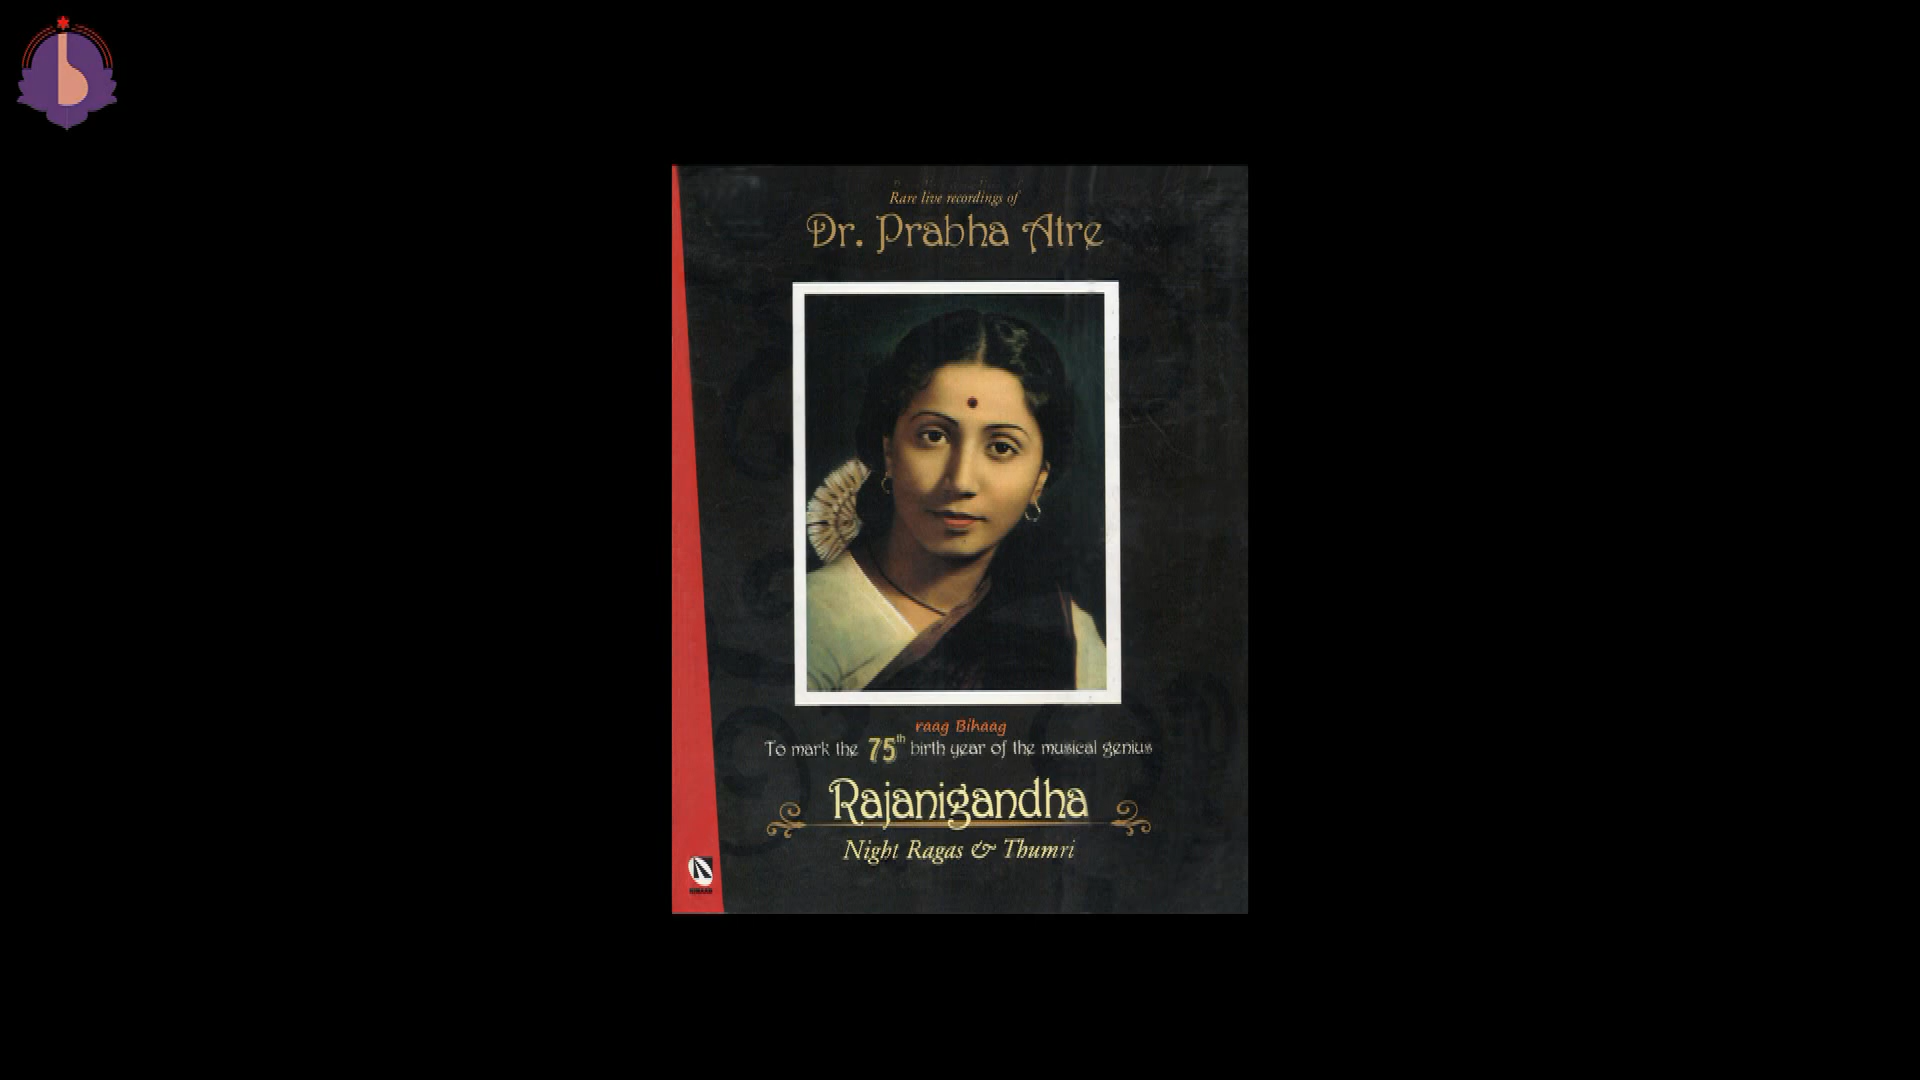 Rare live recordings of
Dr. Prabha Atre
raag Bihaag
To mark the 75th birth year of the musical genius
Rajanigandha
Night Ragas & Thumri